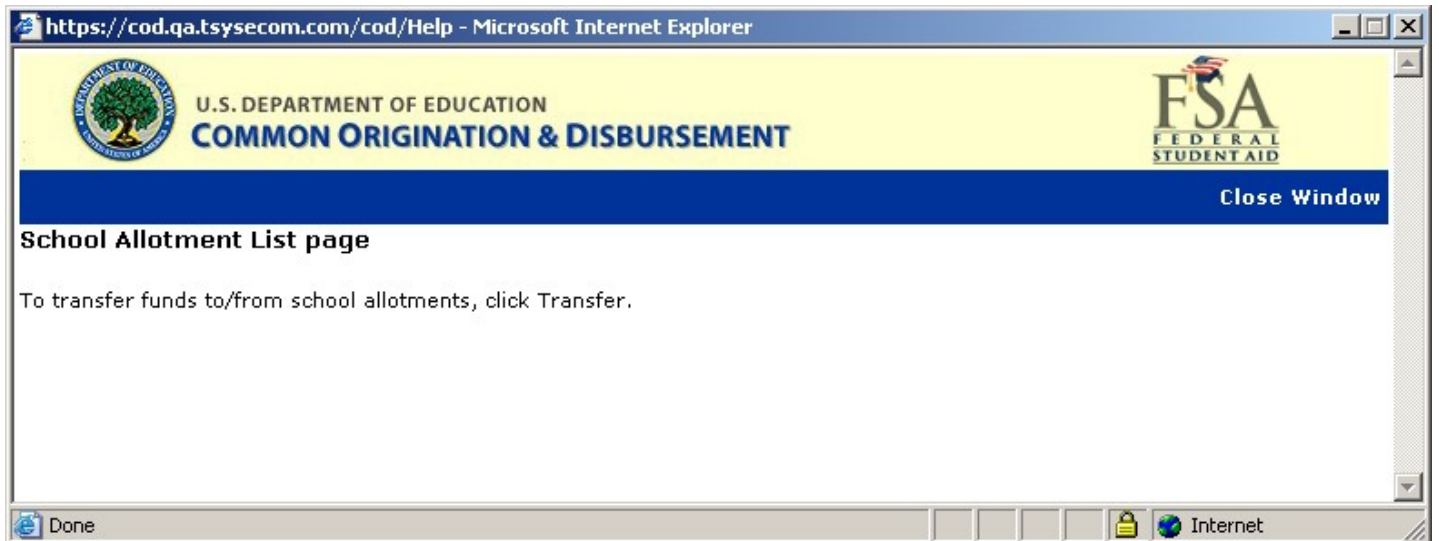 https://cod.qa.tsysecom.com/cod/Help - Microsoft Internet Explorer
U.S. DEPARTMENT OF EDUCATION
COMMON ORIGINATION & DISBURSEMENT
FSA
FEDERAL
STUDENT AID
Close Window
School Allotment List page
To transfer funds to/from school allotments, click Transfer.
Done
Internet